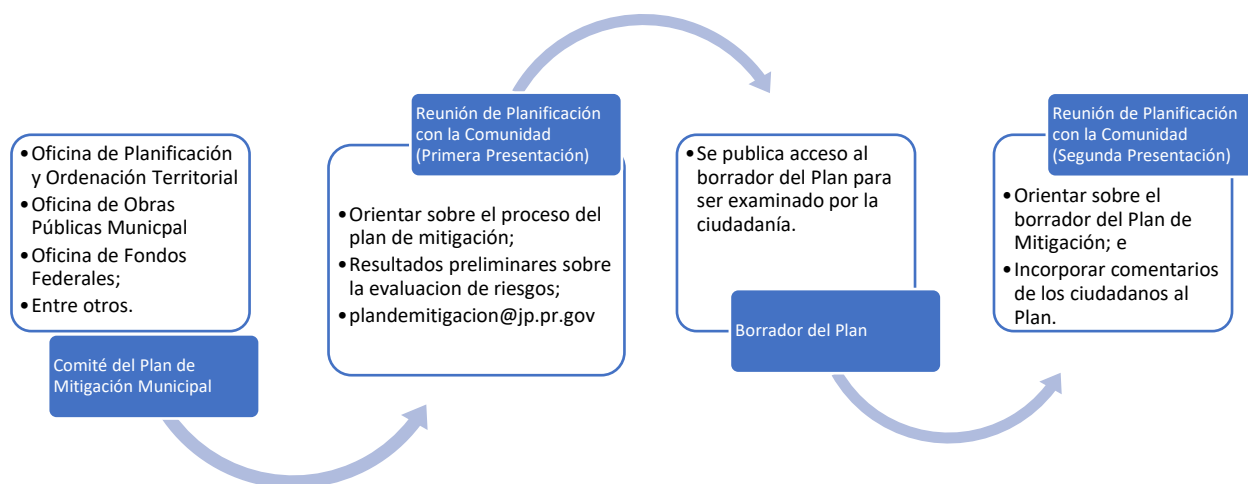 •Oficina de Planificación
y Ordenación Territorial
•Oficina de Obras
Públicas Municpal
•Oficina de Fondos
Federales;
•Entre otros.
Comité del Plan de
Mitigación Municipal
Reunión de Planificación
con la Comunidad
(Primera Presentación)
•Orientar sobre el proceso del
plan de mitigación;
•Resultados preliminares sobre
la evaluacion de riesgos;
•plandemitigacion@jp.pr.gov
•Se publica acceso al
borrador del Plan para
ser examinado por la
ciudadanía.
Borrador del Plan
Reunión de Planificación
con la Comunidad
(Segunda Presentación)
•Orientar sobre el
borrador del Plan de
Mitigación; e
•Incorporar comentarios
de los ciudadanos al
Plan.